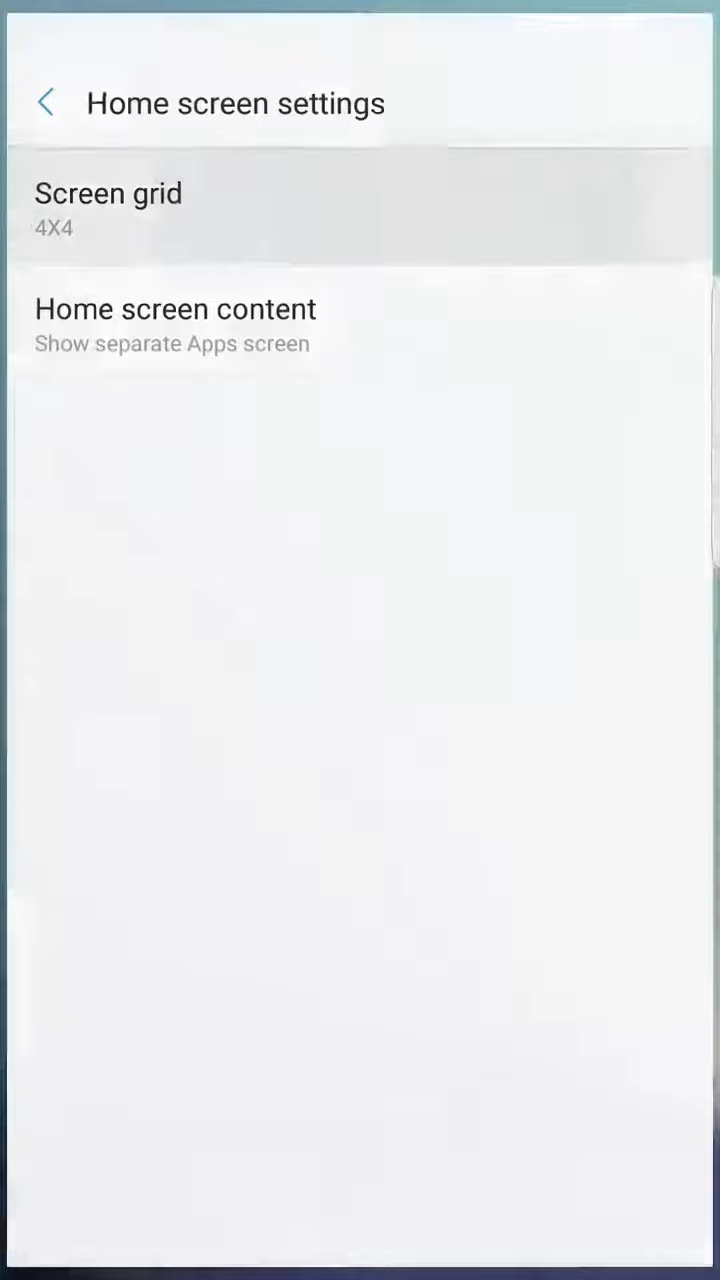 Home screen settings
Screen grid
4X4
Home screen content
Show separate Apps screen